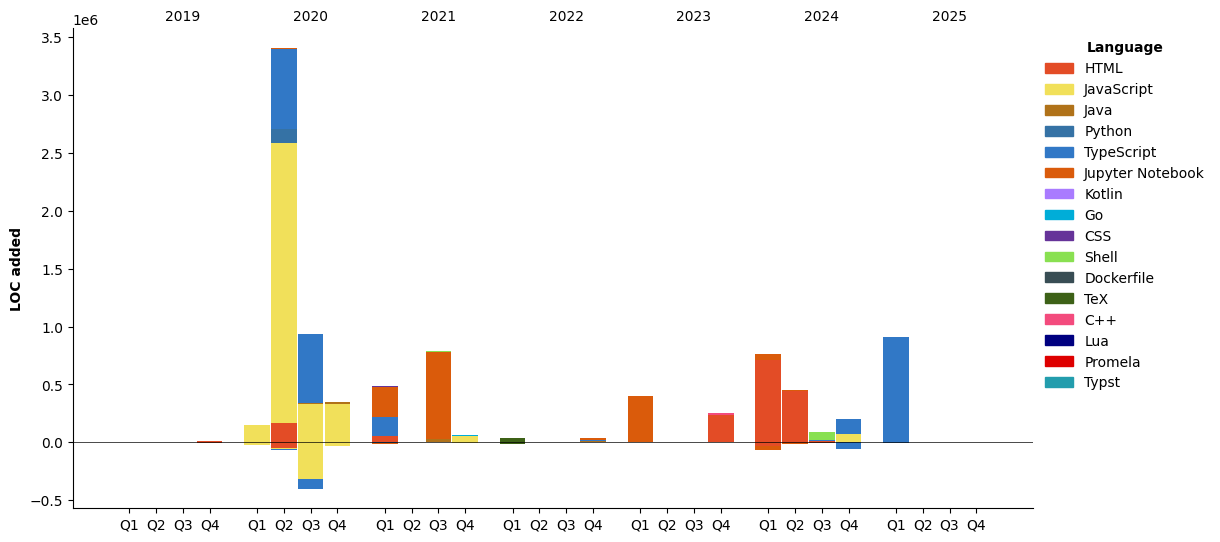 1e6
2019 2020 2021 2022 2023 2024 2025
3.5
3.0
2.5
2.0
1.5
1.0
0.5
0.0
−0.5
LOC added
Q1 Q2 Q3 Q4 Q1 Q2 Q3 Q4 Q1 Q2 Q3 Q4 Q1 Q2 Q3 Q4 Q1 Q2 Q3 Q4 Q1 Q2 Q3 Q4 Q1 Q2 Q3 Q4
Language
HTML
JavaScript
Java
Python
TypeScript
Jupyter Notebook
Kotlin
Go
CSS
Shell
Dockerfile
TeX
C++
Lua
Promela
Typst